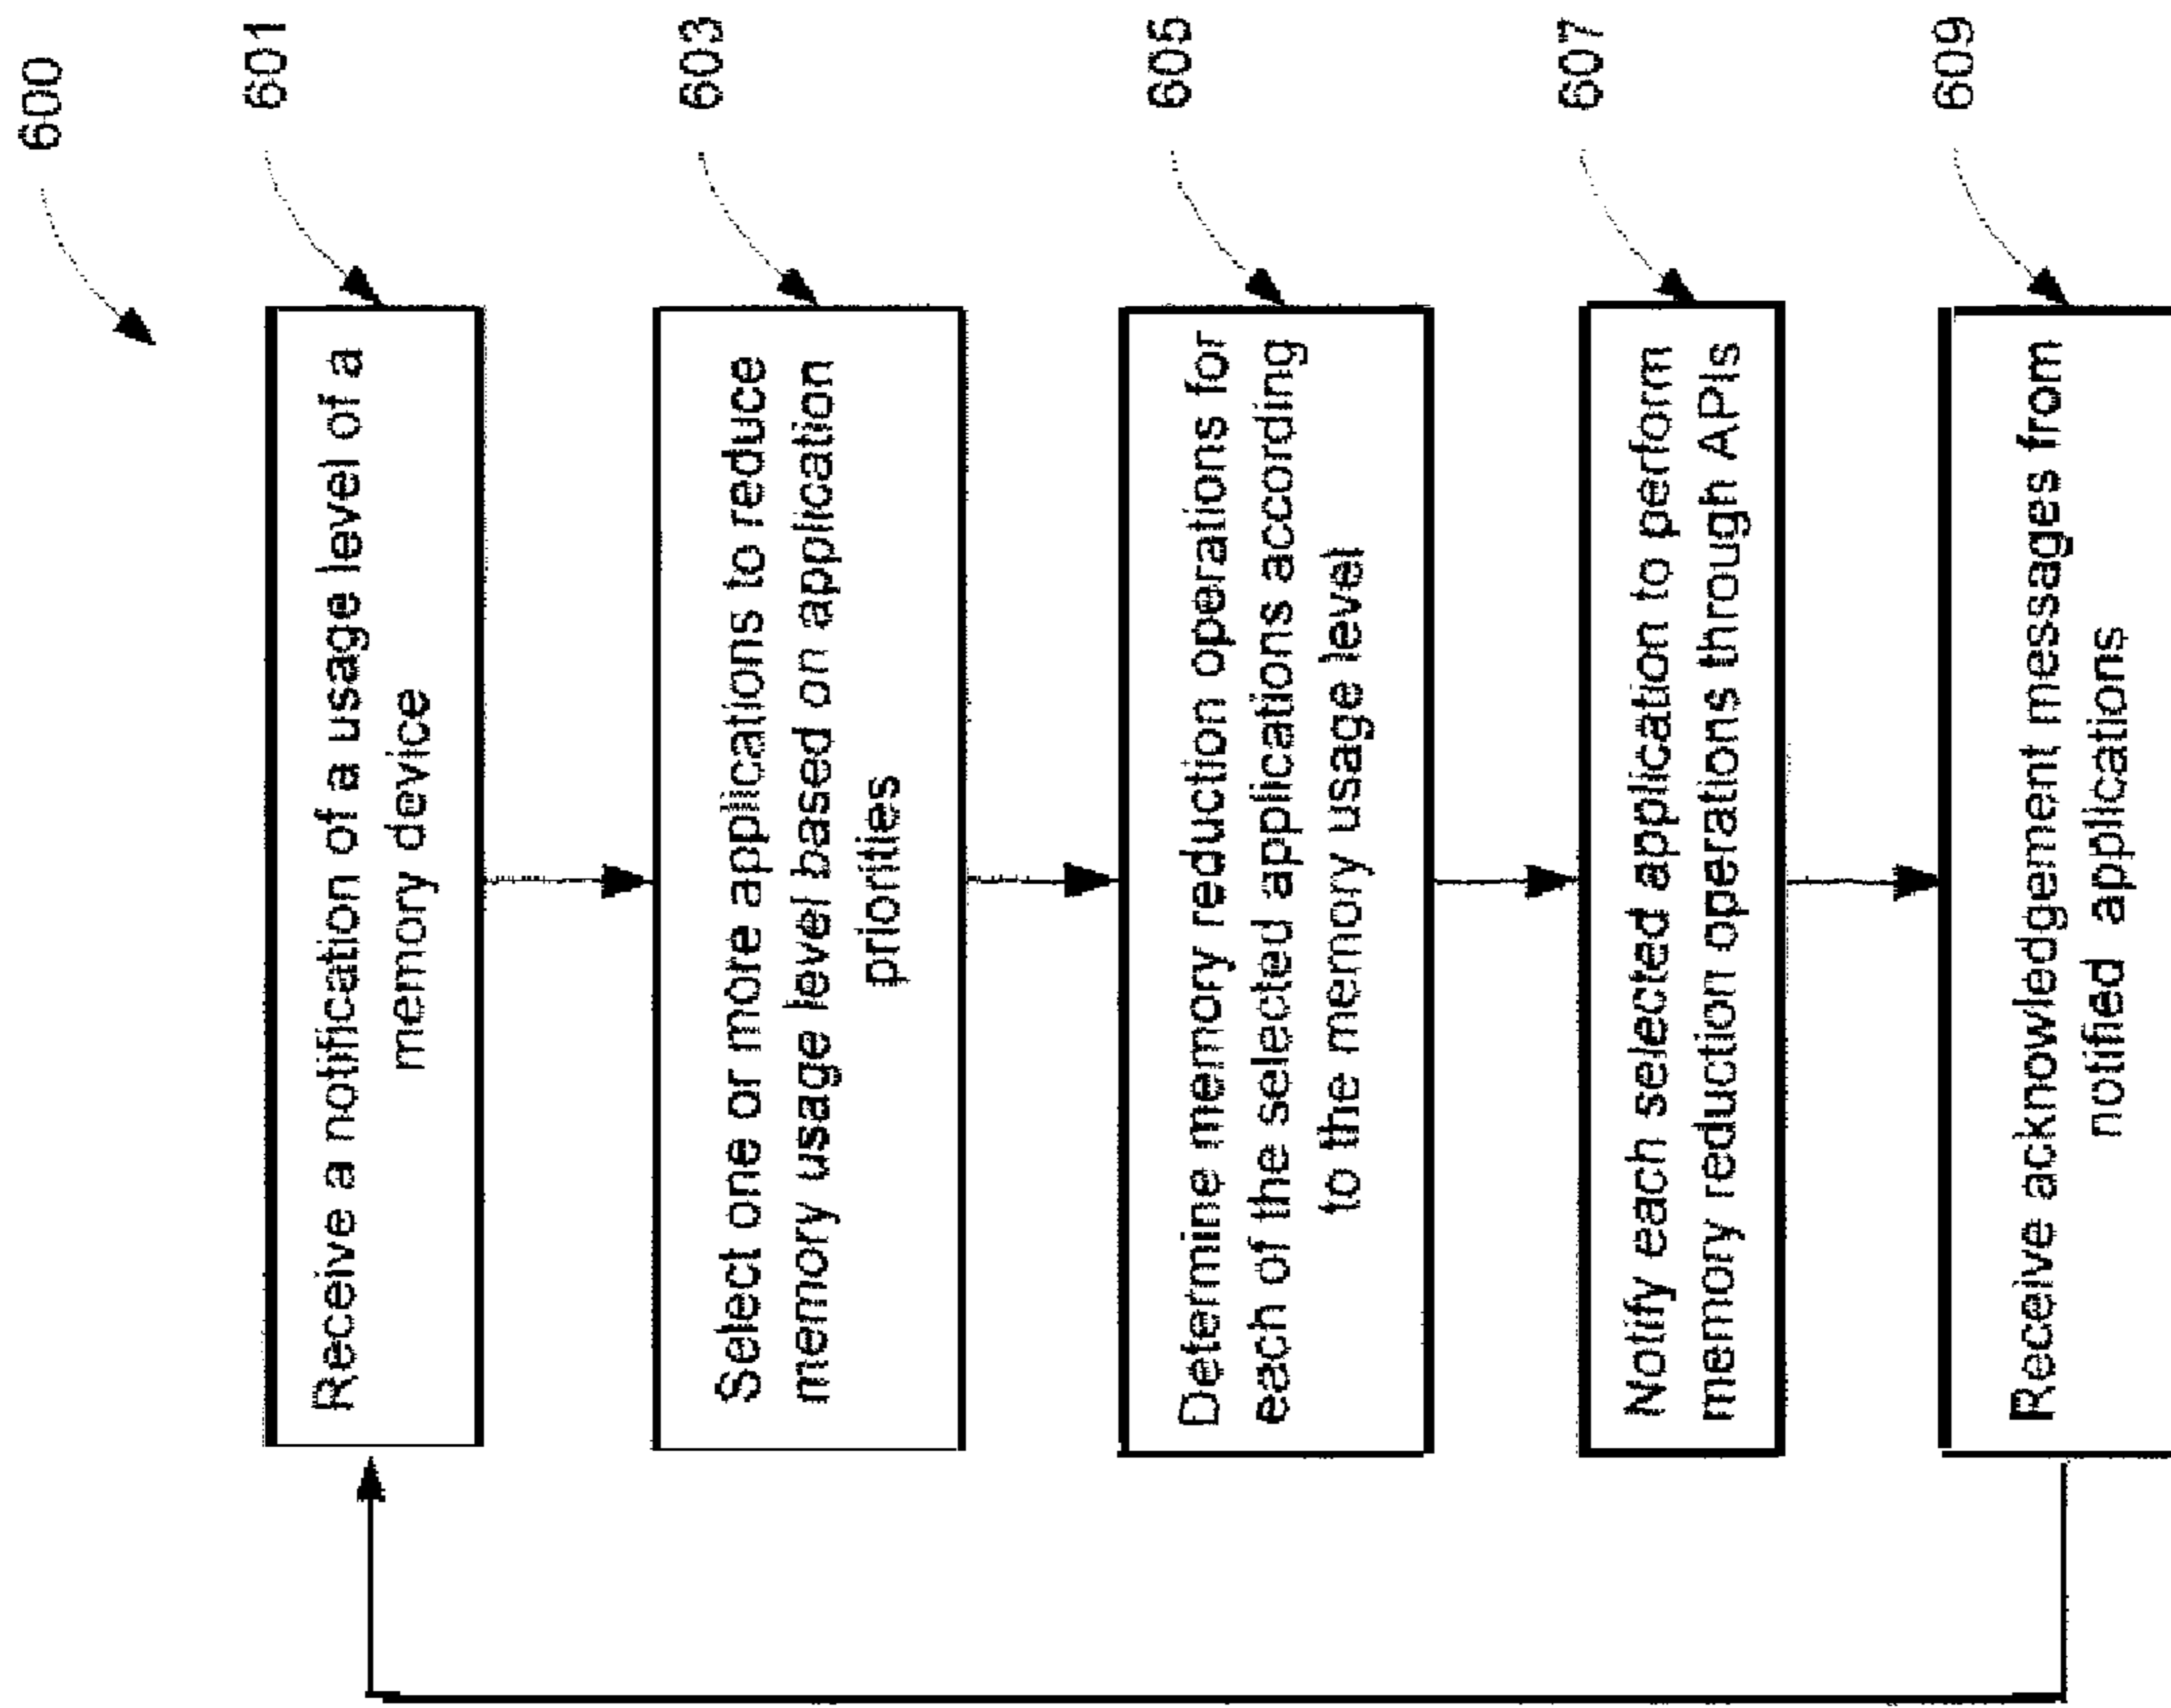 600
601
Receive a notification of a usage level of a
memory device
603
Select one or more applications to reduce
memory usage level based on application
priorities
605
Determine memory reduction operations for
each of the selected applications according
to the memory usage level
607
Notify each selected application to perform
memory reduction operations through APIs
609
Receive acknowledgement messages from
notified applications